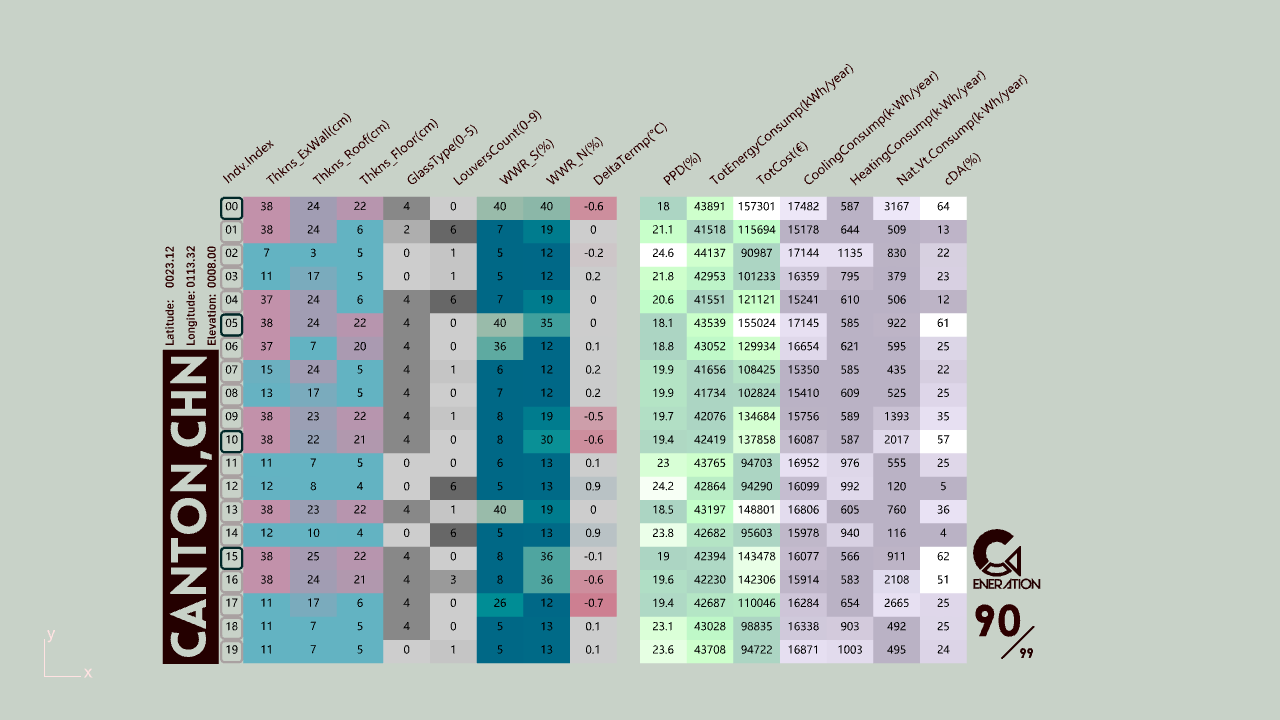 Indv.Index Thkns_ExWall(cm) Thkns_Roof(cm) Thkns_Floor(cm) GlassType(0-5) LouversCount(0-9) WWR_S(%) WWR_N(%) DeltaTermp(°C) PPD(%) TotEnergyConsump(kWh/year) TotCost(€) CoolingConsump(k·Wh/year) HeatingConsump(k·Wh/year) Nat.Vt.Consump(k·Wh/year) cDA(%)
00 38 24 22 4 0 40 40 -0.6 18 43891 157301 17482 587 3167 64
01 38 24 6 2 6 7 19 0 21.1 41518 115694 15178 644 509 13
02 7 3 5 0 1 5 12 -0.2 24.6 44137 90987 17144 1135 830 22
03 11 17 5 0 1 5 12 0.2 21.8 42953 101233 16359 795 379 23
04 37 24 6 4 6 7 19 0 20.6 41551 121121 15241 610 506 12
05 38 24 22 4 0 40 35 0 18.1 43539 155024 17145 585 922 61
06 37 7 20 4 0 36 12 0.1 18.8 43052 129934 16654 621 595 25
07 15 24 5 4 1 6 12 0.2 19.9 41656 108425 15350 585 435 22
08 13 17 5 4 0 7 12 0.2 19.9 41734 102824 15410 609 525 25
09 38 23 22 4 1 8 19 -0.5 19.7 42076 134684 15756 589 1393 35
10 38 22 21 4 0 8 30 -0.6 19.4 42419 137858 16087 587 2017 57
11 11 7 5 0 0 6 13 0.1 23 43765 94703 16952 976 555 25
12 12 8 4 0 6 5 13 0.9 24.2 42864 94290 16099 992 120 5
13 38 23 22 4 1 40 19 0 18.5 43197 148801 16806 605 760 36
14 12 10 4 0 6 5 13 0.9 23.8 42682 95603 15978 940 116 4
15 38 25 22 4 0 8 36 -0.1 19 42394 143478 16077 566 911 62
16 38 24 21 4 3 8 36 -0.6 19.6 42230 142306 15914 583 2108 51
17 11 17 6 4 0 26 12 -0.7 19.4 42687 110046 16284 654 2665 25
18 11 7 5 4 0 5 13 0.1 23.1 43028 98835 16338 903 492 25
19 11 7 5 0 1 5 13 0.1 23.6 43708 94722 16871 1003 495 24
Latitude: 0023.12
Longitude: 0113.32
Elevation: 0008.00
CANTON,CHN
GENERATION
90/99
y
x